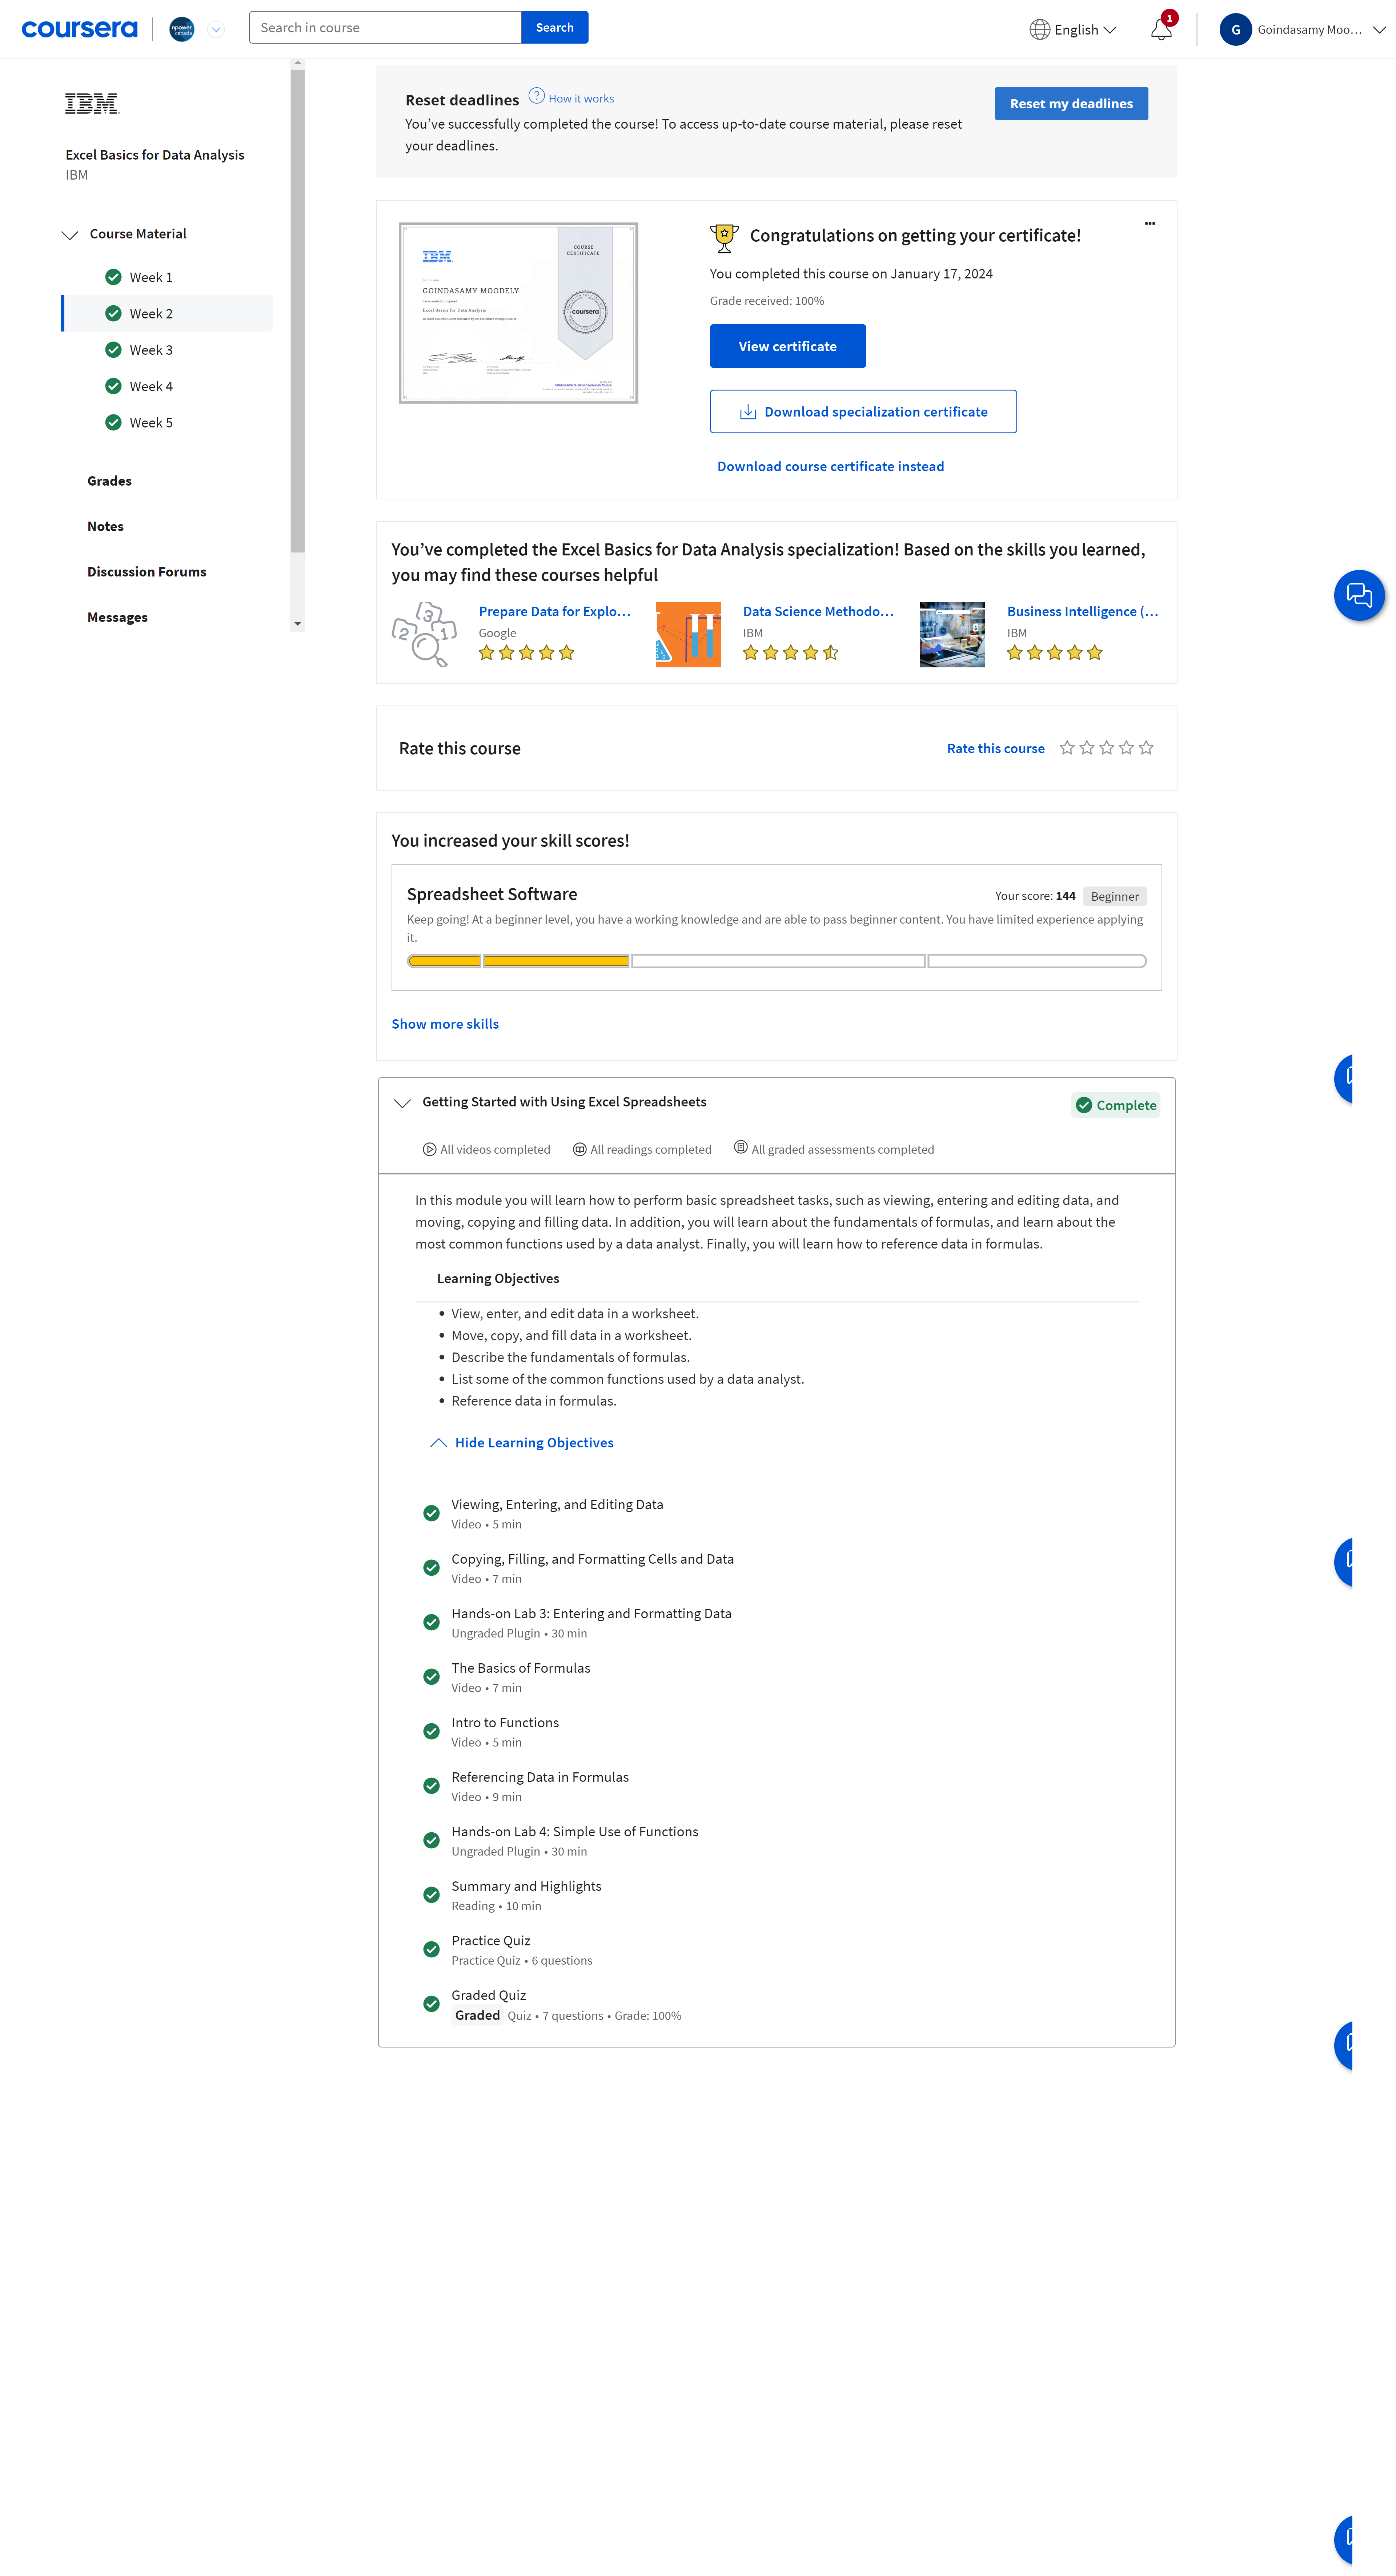 coursera
npower
canada
Search in course
Search
English
1
G
Goindasamy Moo...
IBM
Excel Basics for Data Analysis
IBM
Course Material
Week 1
Week 2
Week 3
Week 4
Week 5
Grades
Notes
Discussion Forums
Messages
Reset deadlines
? How it works
You've successfully completed the course! To access up-to-date course material, please reset
your deadlines.
Reset my deadlines
IBM
COURSE
CERTIFICATE
GOINDASAMY MOODELY
Excel Basics for Data Analysis
coursera
Congratulations on getting your certificate!
You completed this course on January 17, 2024
Grade received: 100%
View certificate
Download specialization certificate
Download course certificate instead
You've completed the Excel Basics for Data Analysis specialization! Based on the skills you learned,
you may find these courses helpful
2 3 1
Prepare Data for Explo...
Google
Data Science Methodo...
IBM
Business Intelligence (...
IBM
Rate this course
Rate this course
You increased your skill scores!
Spreadsheet Software
Your score: 144 Beginner
Keep going! At a beginner level, you have a working knowledge and are able to pass beginner content. You have limited experience applying
it.
Show more skills
Getting Started with Using Excel Spreadsheets
Complete
All videos completed
All readings completed
All graded assessments completed
In this module you will learn how to perform basic spreadsheet tasks, such as viewing, entering and editing data, and
moving, copying and filling data. In addition, you will learn about the fundamentals of formulas, and learn about the
most common functions used by a data analyst. Finally, you will learn how to reference data in formulas.
Learning Objectives
• View, enter, and edit data in a worksheet.
• Move, copy, and fill data in a worksheet.
• Describe the fundamentals of formulas.
• List some of the common functions used by a data analyst.
• Reference data in formulas.
Hide Learning Objectives
Viewing, Entering, and Editing Data
Video • 5 min
Copying, Filling, and Formatting Cells and Data
Video • 7 min
Hands-on Lab 3: Entering and Formatting Data
Ungraded Plugin • 30 min
The Basics of Formulas
Video • 7 min
Intro to Functions
Video • 5 min
Referencing Data in Formulas
Video • 9 min
Hands-on Lab 4: Simple Use of Functions
Ungraded Plugin • 30 min
Summary and Highlights
Reading • 10 min
Practice Quiz
Practice Quiz • 6 questions
Graded Quiz
Graded Quiz • 7 questions • Grade: 100%